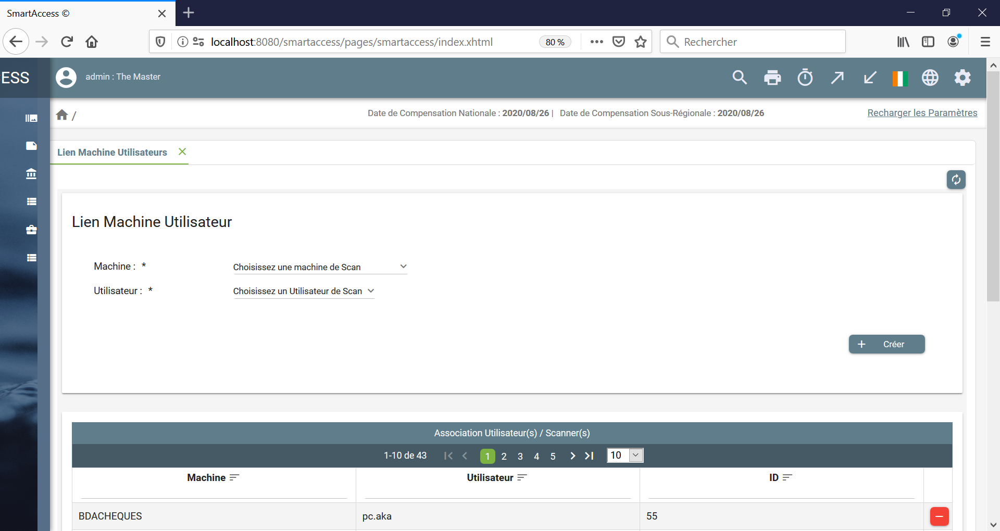 SmartAccess ©
localhost:8080/smartaccess/pages/smartaccess/index.xhtml
80 %
Rechercher
ESS
admin : The Master
/
Date de Compensation Nationale : 2020/08/26 | Date de Compensation Sous-Régionale : 2020/08/26
Recharger les Paramètres
Lien Machine Utilisateurs
Lien Machine Utilisateur
Machine : * Choisissez une machine de Scan
Utilisateur : * Choisissez un Utilisateur de Scan
Créer
Association Utilisateur(s) / Scanner(s)
1-10 de 43 1 2 3 4 5 10
Machine Utilisateur ID
BDACHEQUES pc.aka 55